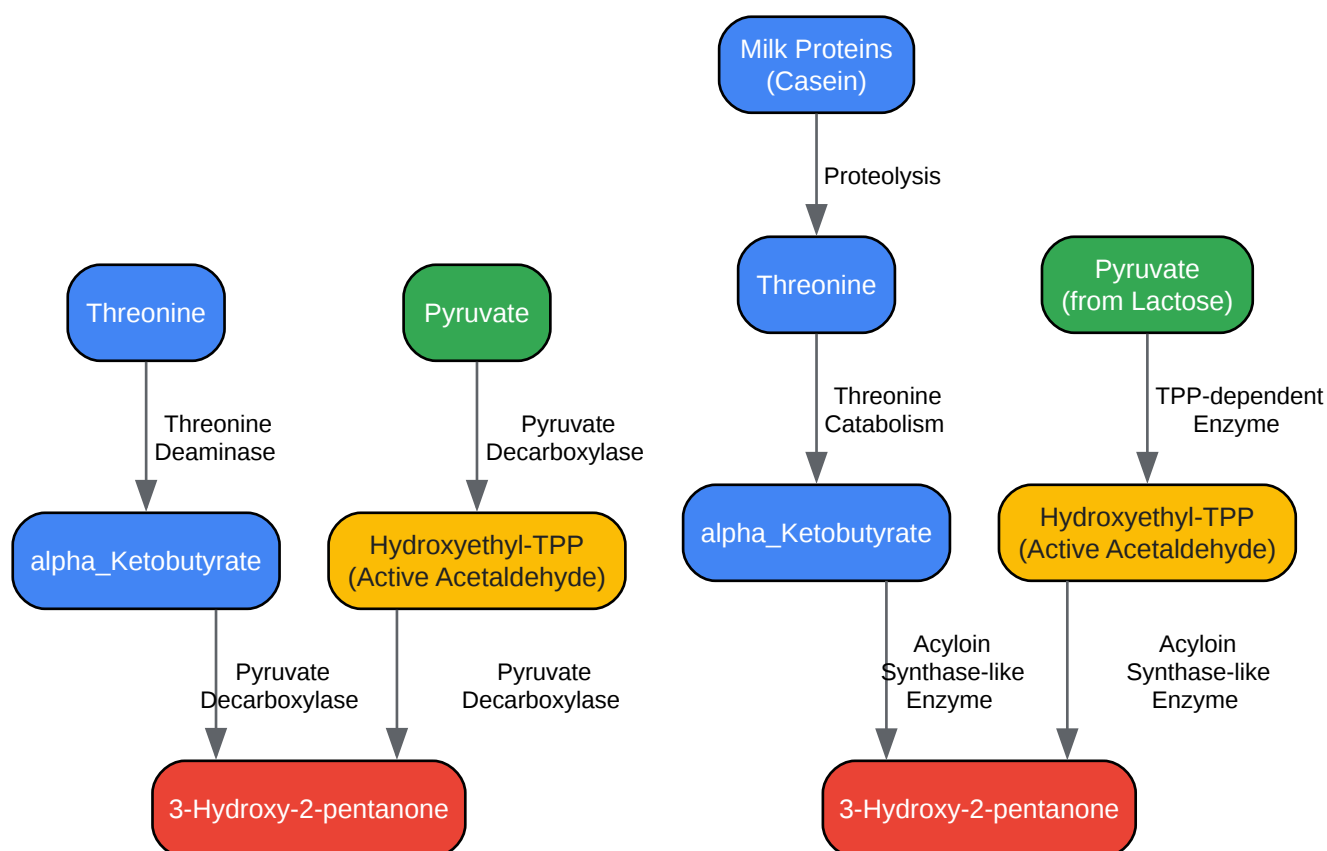 Threonine
Pyruvate
Threonine
Deaminase
Pyruvate
Decarboxylase
alpha_Ketobutyrate
Hydroxyethyl-TPP
(Active Acetaldehyde)
Pyruvate
Decarboxylase
Pyruvate
Decarboxylase
3-Hydroxy-2-pentanone
Milk Proteins
(Casein)
Proteolysis
Threonine
Pyruvate
(from Lactose)
Threonine
Catabolism
TPP-dependent
Enzyme
alpha_Ketobutyrate
Hydroxyethyl-TPP
(Active Acetaldehyde)
Acyloin
Synthase-like
Enzyme
Acyloin
Synthase-like
Enzyme
3-Hydroxy-2-pentanone